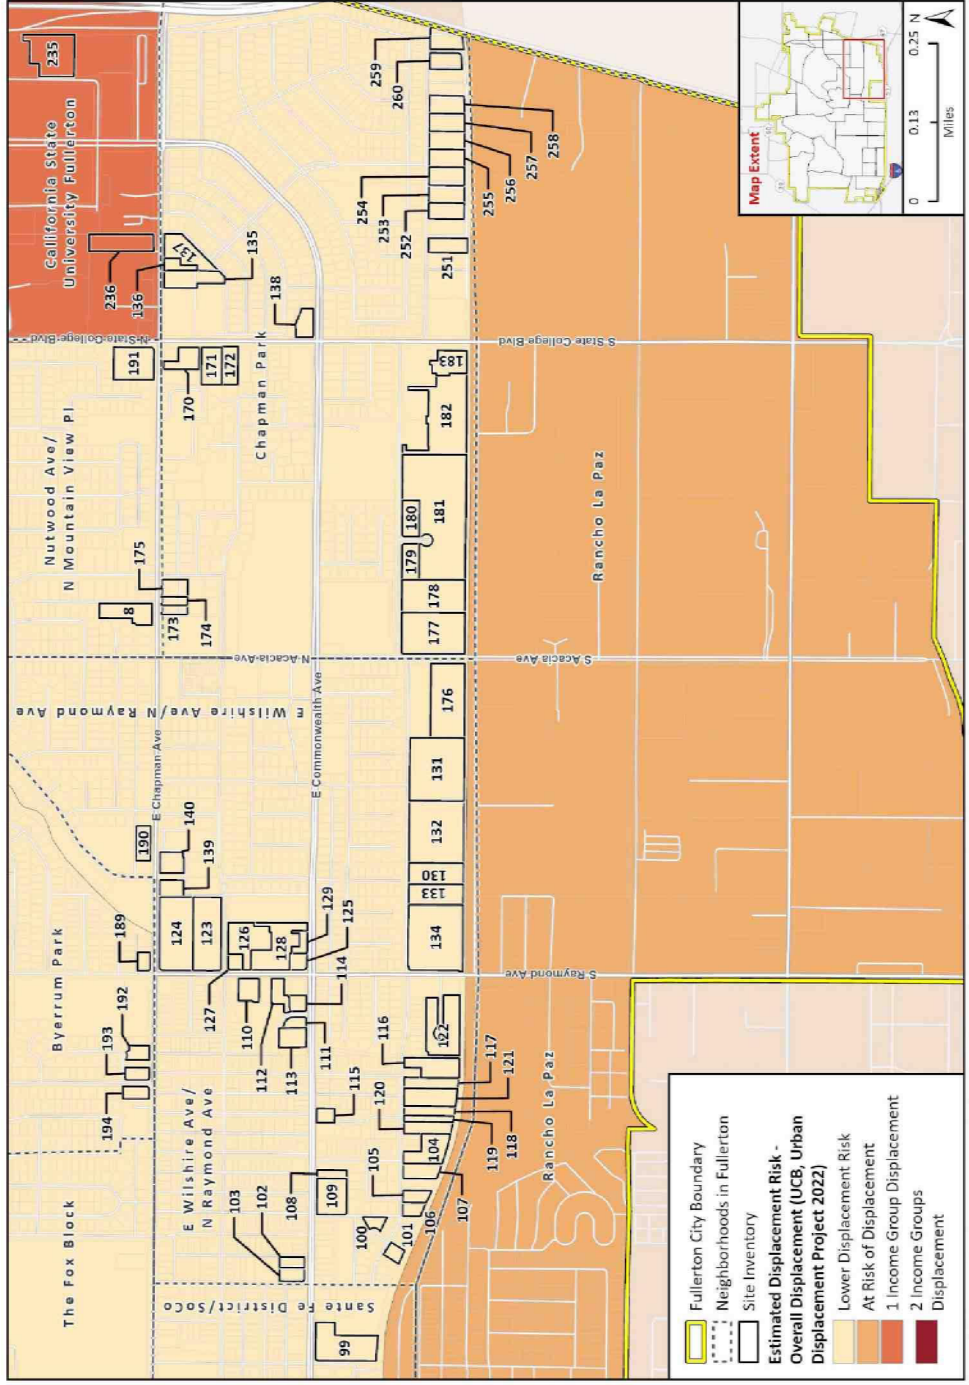 California State
University Fullerton
235
236
136
137
135
138
259
260
258
257
256
255
254
253
252
251
N State College Blvd
S State College Blvd
Nutwood Ave/
N Mountain View Pl
191
170
171
172
Chapman Park
183
182
181
180
179
178
177
175
8
173
174
N Acacia Ave
S Acacia Ave
E Wilshire Ave/N Raymond Ave
E Chapman Ave
E Commonwealth Ave
176
131
132
130
133
134
Rancho La Paz
190
140
139
124
123
189
126
128
129
125
127
S Raymond Ave
Byerrum Park
192
193
194
110
112
114
111
113
115
116
122
117
121
120
118
119
104
105
107
106
E Wilshire Ave/
N Raymond Ave
103
102
108
109
100
101
Rancho La Paz
The Fox Block
Sante Fe District/SoCo
99
Map Extent
0
0.13
0.25
N
Miles
Fullerton City Boundary
Neighborhoods in Fullerton
Site Inventory
Estimated Displacement Risk -
Overall Displacement (UCB, Urban
Displacement Project 2022)
Lower Displacement Risk
At Risk of Displacement
1 Income Group Displacement
2 Income Groups
Displacement